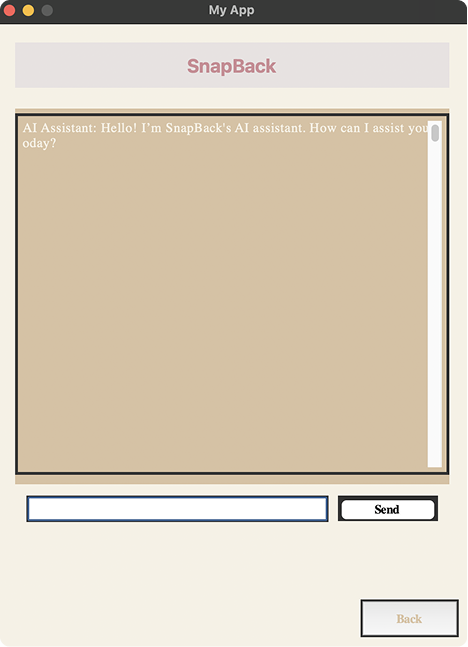 My App
SnapBack
AI Assistant: Hello! I'm SnapBack's AI assistant. How can I assist you
oday?
Send
Back